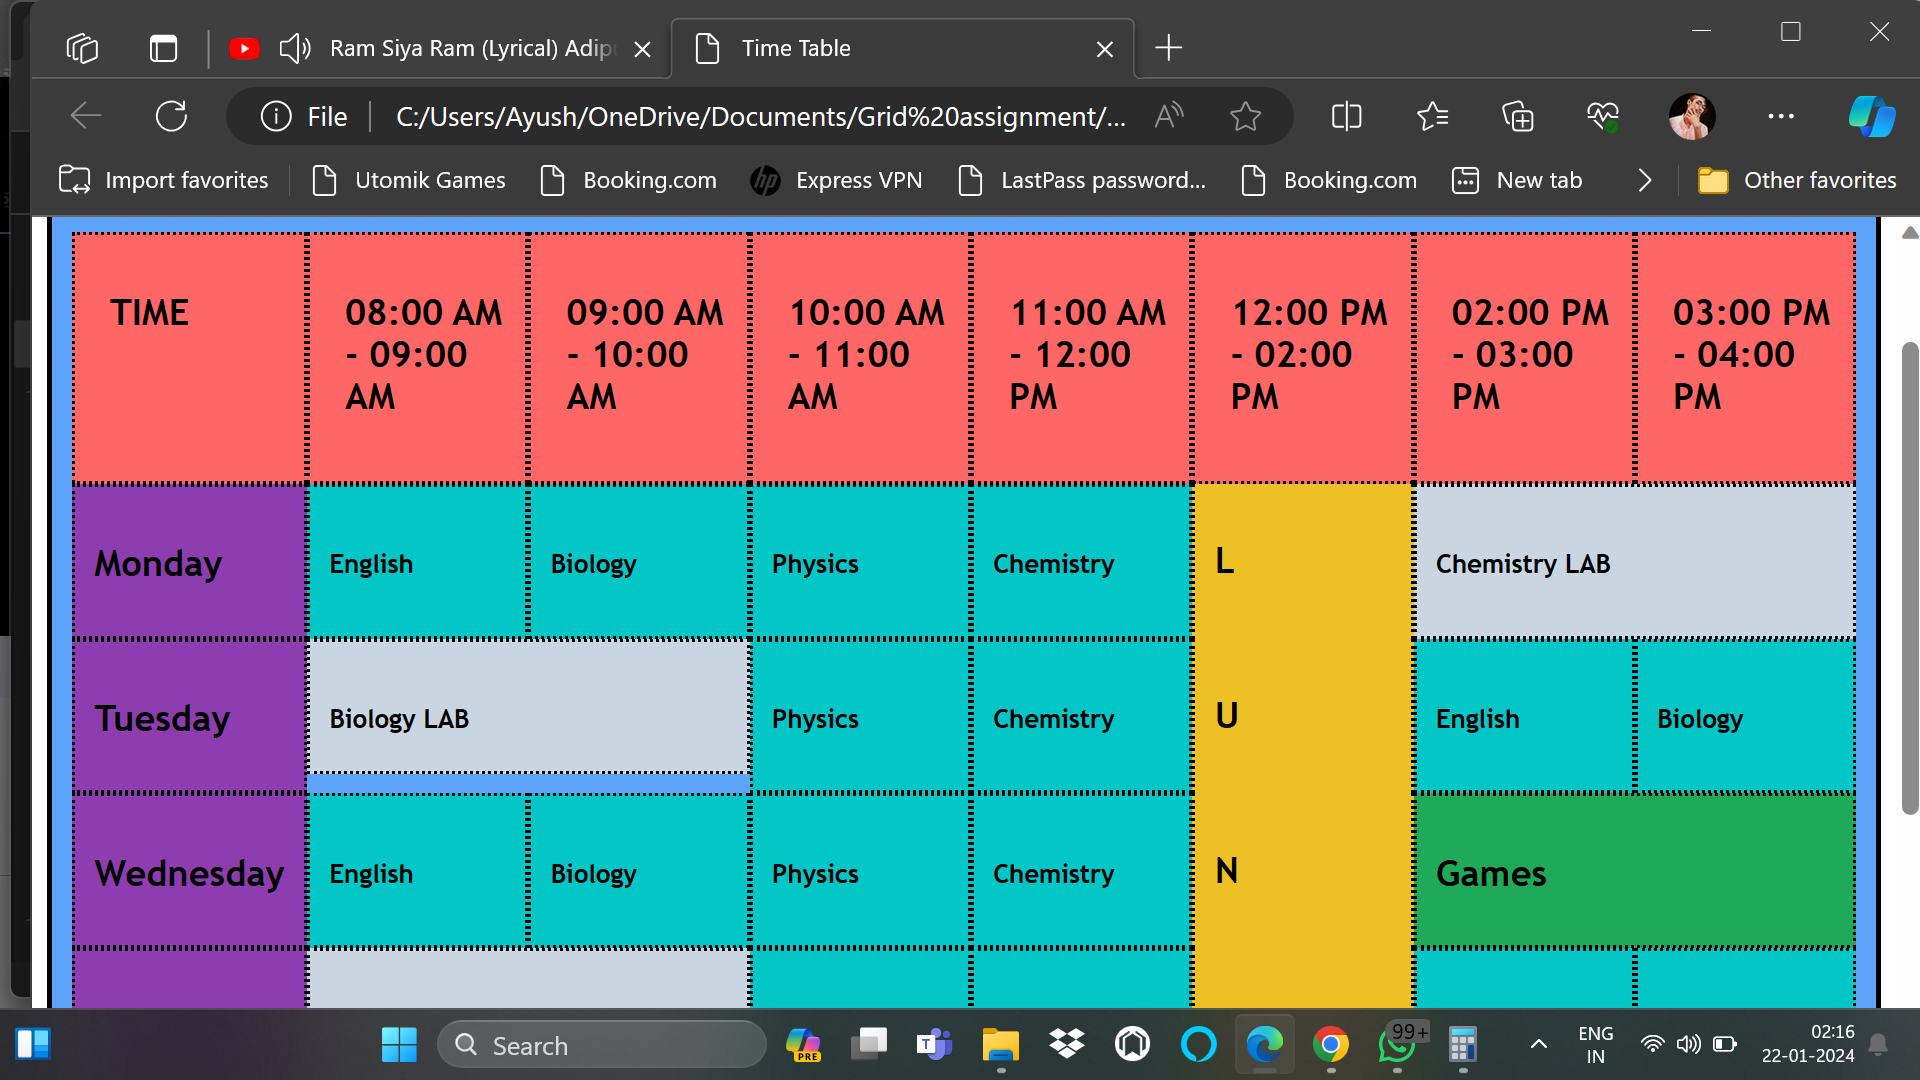 Ram Siya Ram (Lyrical) Adipu
Time Table
File
C:/Users/Ayush/OneDrive/Documents/Grid%20assignment/...
Import favorites
Utomik Games
Booking.com
hp
Express VPN
LastPass password...
Booking.com
New tab
Other favorites
TIME
08:00 AM
- 09:00
AM
09:00 AM
- 10:00
AM
10:00 AM
- 11:00
AM
11:00 AM
- 12:00
PM
12:00 PM
- 02:00
PM
02:00 PM
- 03:00
PM
03:00 PM
- 04:00
PM
Monday
English
Biology
Physics
Chemistry
L
Chemistry LAB
Tuesday
Biology LAB
Physics
Chemistry
U
English
Biology
Wednesday
English
Biology
Physics
Chemistry
N
Games
Search
PRE
T
99+
ENG
IN
02:16
22-01-2024